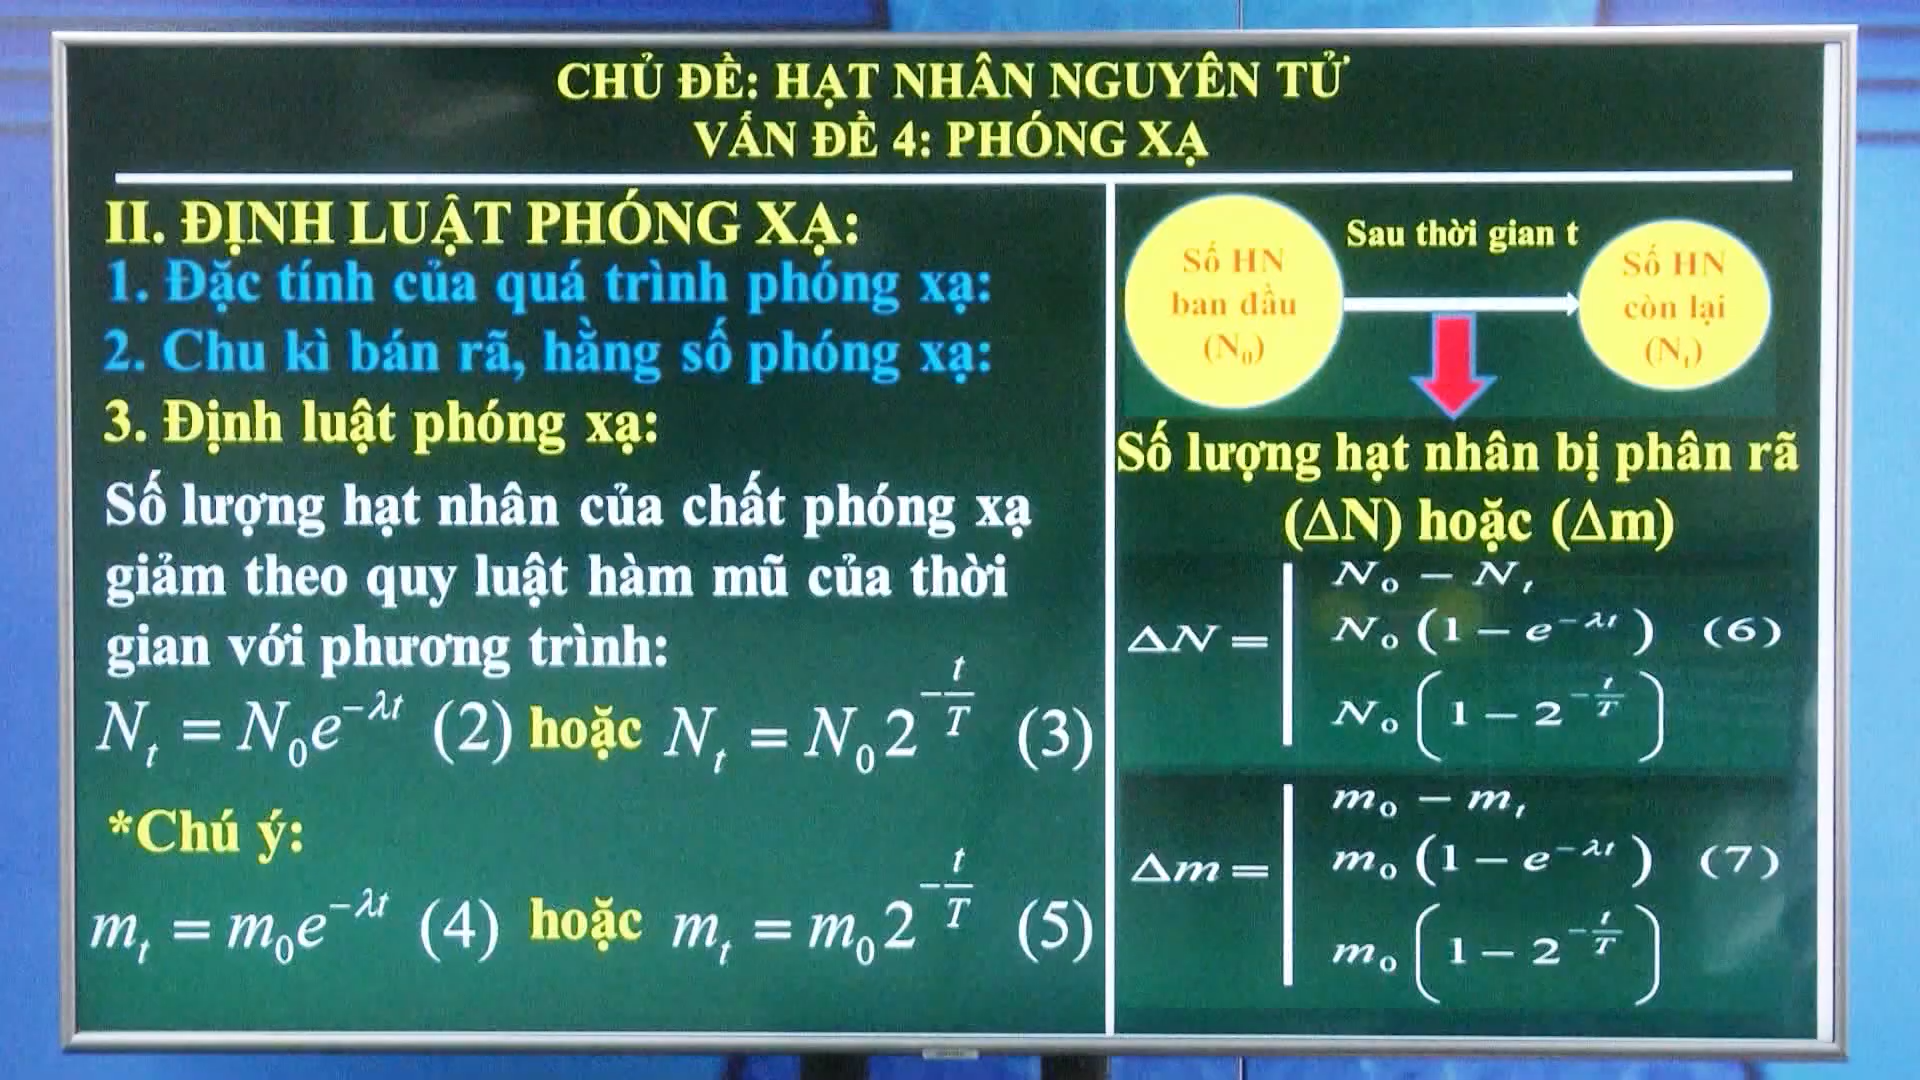 CHỦ ĐỀ: HẠT NHÂN NGUYÊN TỬ
VẤN ĐỀ 4: PHÓNG XẠ
II. ĐỊNH LUẬT PHÓNG XẠ:
1. Đặc tính của quá trình phóng xạ:
2. Chu kì bán rã, hằng số phóng xạ:
3. Định luật phóng xạ:
Số lượng hạt nhân của chất phóng xạ
giảm theo quy luật hàm mũ của thời
gian với phương trình:
N_t = N_0 e^{-λt} (2) hoặc N_t = N_0 2^{-t/T} (3)
*Chú ý:
m_t = m_0 e^{-λt} (4) hoặc m_t = m_0 2^{-t/T} (5)
Số HN
ban đầu
(N_0)
Sau thời gian t
Số HN
còn lại
(N_t)
Số lượng hạt nhân bị phân rã
(ΔN) hoặc (Δm)
N_0 − N_t
ΔN = N_0 (1 − e^{-λt}) (6)
N_0 (1 − 2^{-t/T})
m_0 − m_t
Δm = m_0 (1 − e^{-λt}) (7)
m_0 (1 − 2^{-t/T})